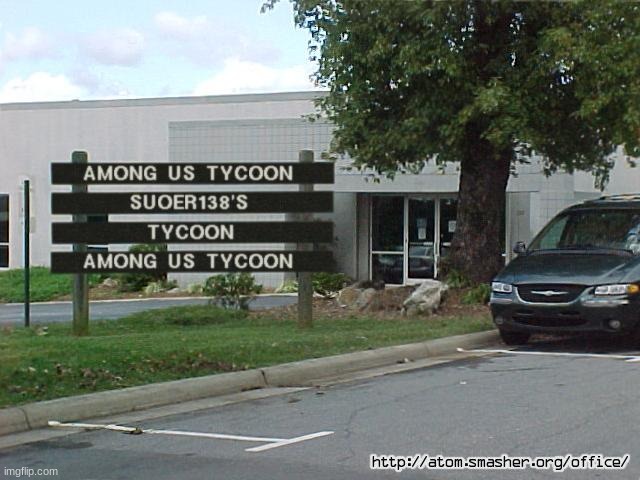 AMONG US TYCOON
SUOER138'S
TYCOON
AMONG US TYCOON
http://atom.smasher.org/office/
imgflip.com